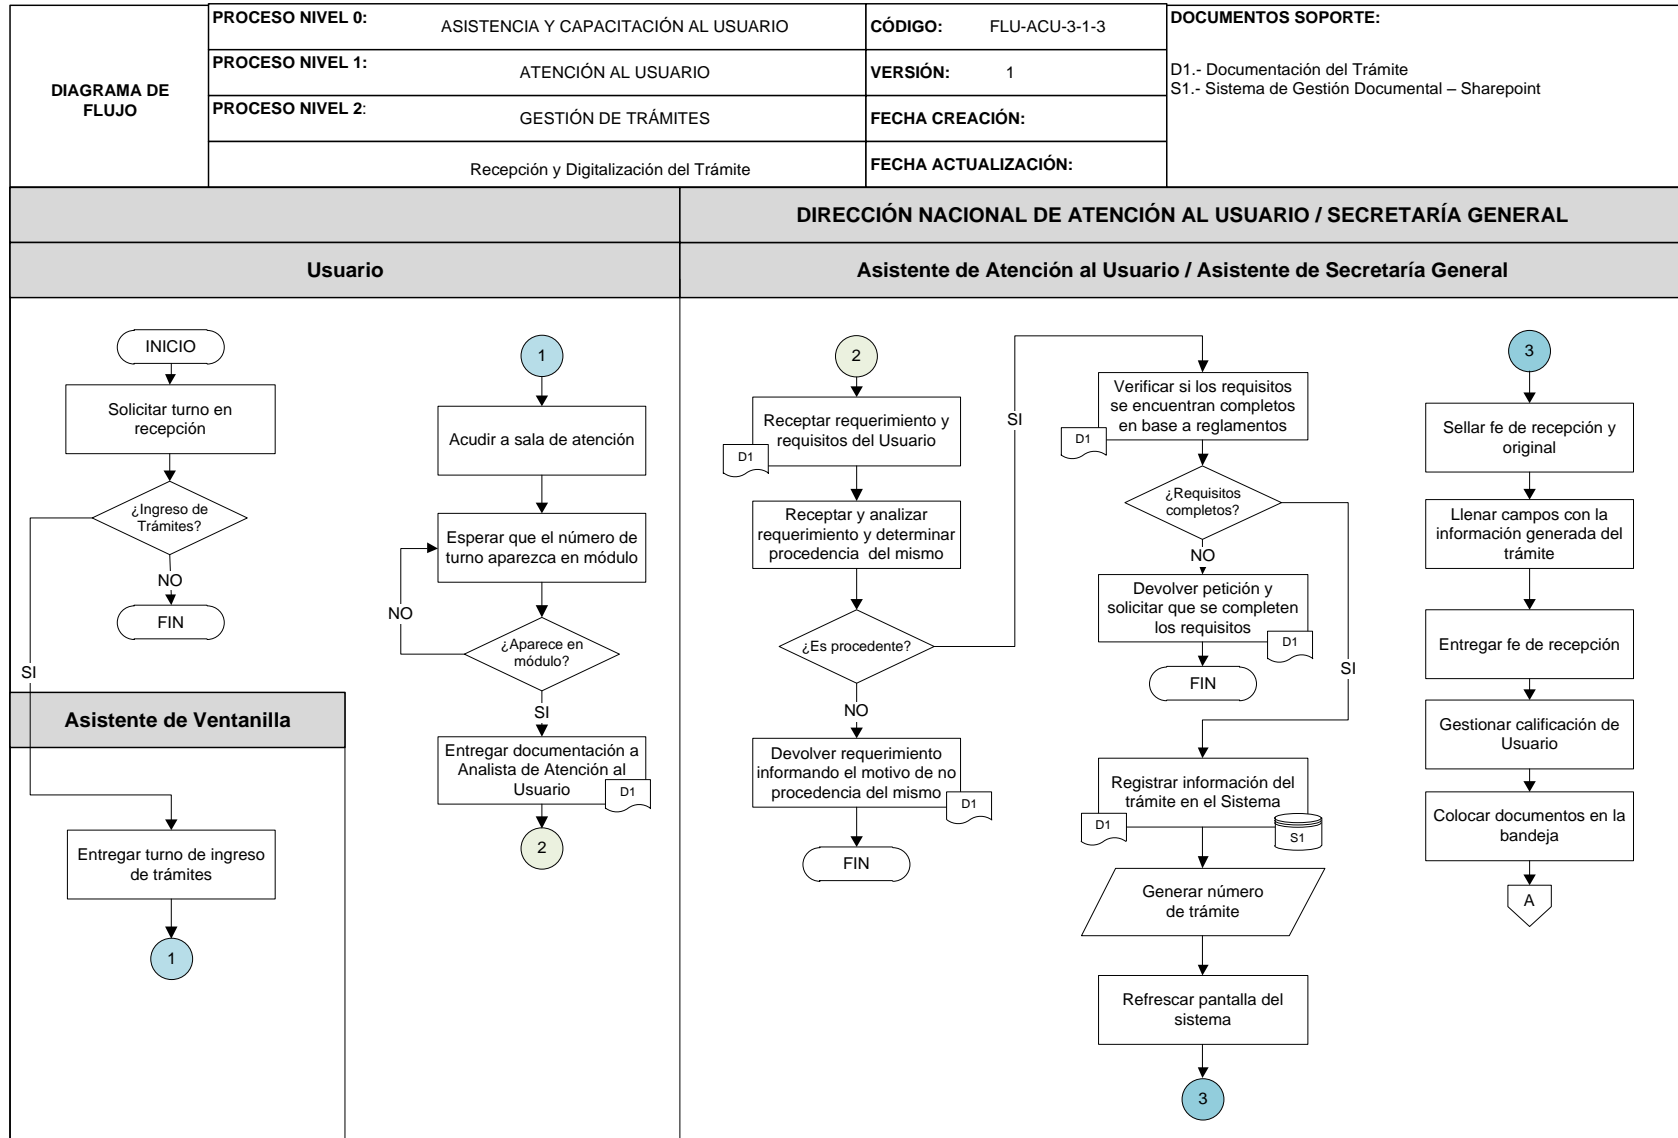 DIAGRAMA DE
FLUJO
PROCESO NIVEL 0:
ASISTENCIA Y CAPACITACIÓN AL USUARIO
CÓDIGO:
FLU-ACU-3-1-3
PROCESO NIVEL 1:
ATENCIÓN AL USUARIO
VERSIÓN:
1
PROCESO NIVEL 2:
GESTIÓN DE TRÁMITES
FECHA CREACIÓN:
Recepción y Digitalización del Trámite
FECHA ACTUALIZACIÓN:
DOCUMENTOS SOPORTE:
D1.- Documentación del Trámite
S1.- Sistema de Gestión Documental – Sharepoint
DIRECCIÓN NACIONAL DE ATENCIÓN AL USUARIO / SECRETARÍA GENERAL
Usuario
Asistente de Atención al Usuario / Asistente de Secretaría General
INICIO
Solicitar turno en
recepción
¿Ingreso de
Trámites?
NO
FIN
SI
Asistente de Ventanilla
Entregar turno de ingreso
de trámites
1
1
Acudir a sala de atención
Esperar que el número de
turno aparezca en módulo
NO
¿Aparece en
módulo?
SI
Entregar documentación a
Analista de Atención al
Usuario
D1
2
2
Receptar requerimiento y
requisitos del Usuario
D1
Receptar y analizar
requerimiento y determinar
procedencia del mismo
¿Es procedente?
NO
Devolver requerimiento
informando el motivo de no
procedencia del mismo
D1
FIN
SI
Verificar si los requisitos
se encuentran completos
en base a reglamentos
D1
¿Requisitos
completos?
NO
Devolver petición y
solicitar que se completen
los requisitos
D1
FIN
SI
Registrar información del
trámite en el Sistema
D1
S1
Generar número
de trámite
Refrescar pantalla del
sistema
3
3
Sellar fe de recepción y
original
Llenar campos con la
información generada del
trámite
Entregar fe de recepción
Gestionar calificación de
Usuario
Colocar documentos en la
bandeja
A